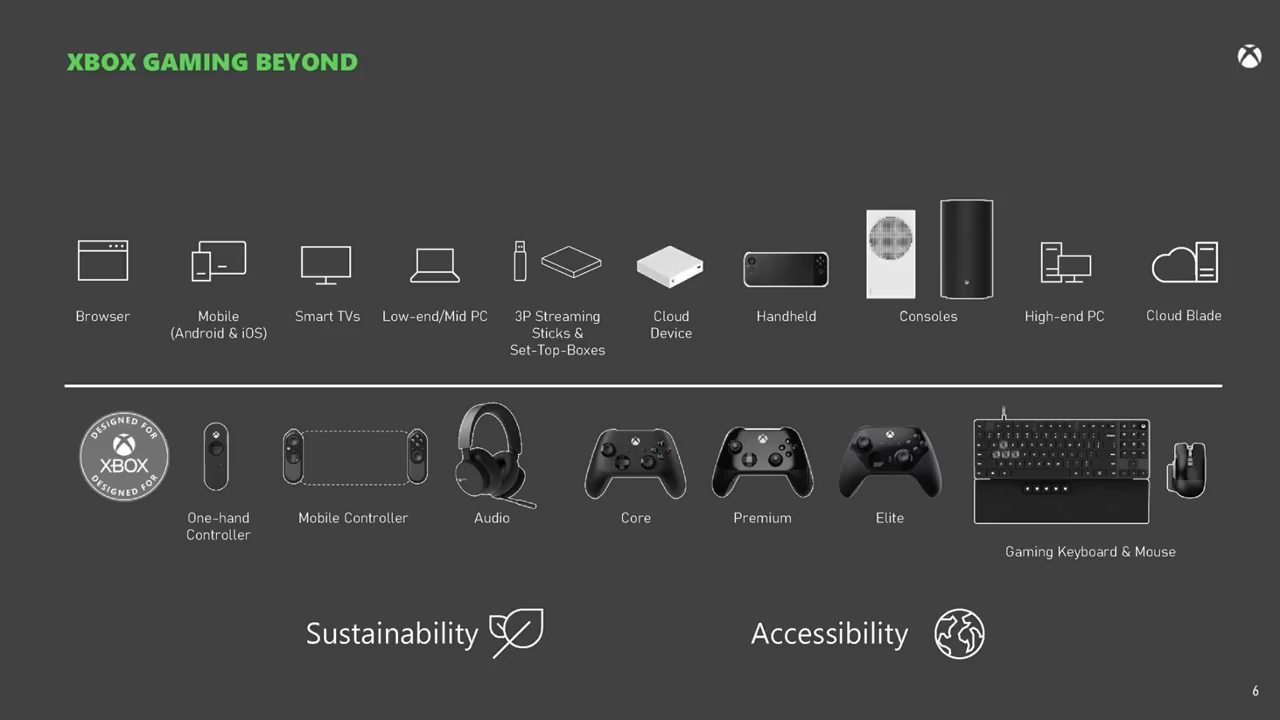 XBOX GAMING BEYOND
Browser
Mobile
(Android & iOS)
Smart TVs
Low-end/Mid PC
3P Streaming
Sticks &
Set-Top-Boxes
Cloud
Device
Handheld
Consoles
High-end PC
Cloud Blade
DESIGNED FOR
XBOX
DESIGNED FOR
One-hand
Controller
Mobile Controller
Audio
Core
Premium
Elite
Gaming Keyboard & Mouse
Sustainability
Accessibility
6